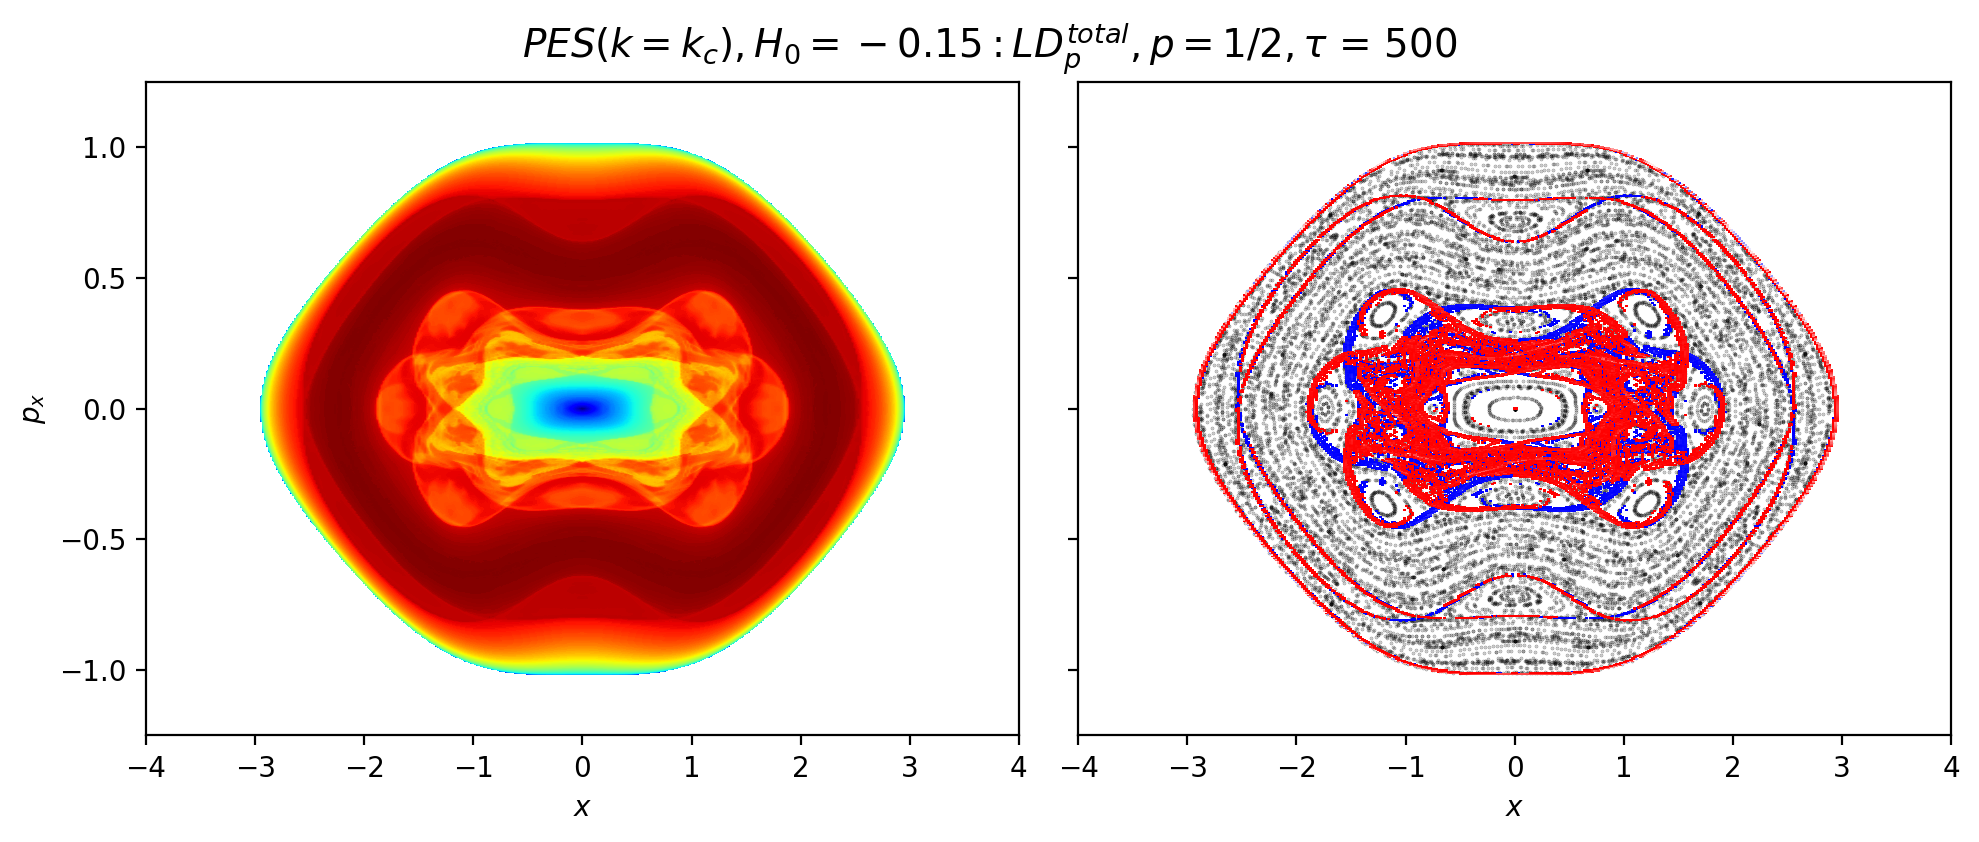 PES(k = k_c), H_0 = −0.15 : LD_p^{total}, p = 1/2, τ = 500
1.0
0.5
0.0
−0.5
−1.0
p_x
−4 −3 −2 −1 0 1 2 3 4
x
−4 −3 −2 −1 0 1 2 3 4
x